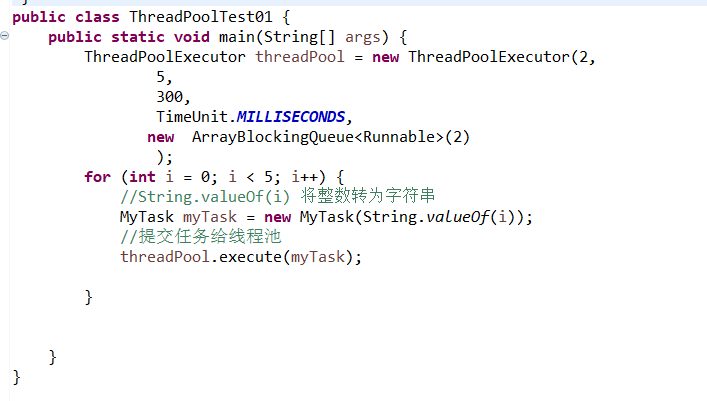 public class ThreadPoolTest01 {
public static void main(String[] args) {
ThreadPoolExecutor threadPool = new ThreadPoolExecutor(2,
5,
300,
TimeUnit.MILLISECONDS,
new  ArrayBlockingQueue<Runnable>(2)
);
for (int i = 0; i < 5; i++) {
//String.valueOf(i) 将整数转为字符串
MyTask myTask = new MyTask(String.valueOf(i));
//提交任务给线程池
threadPool.execute(myTask);
}
}
}